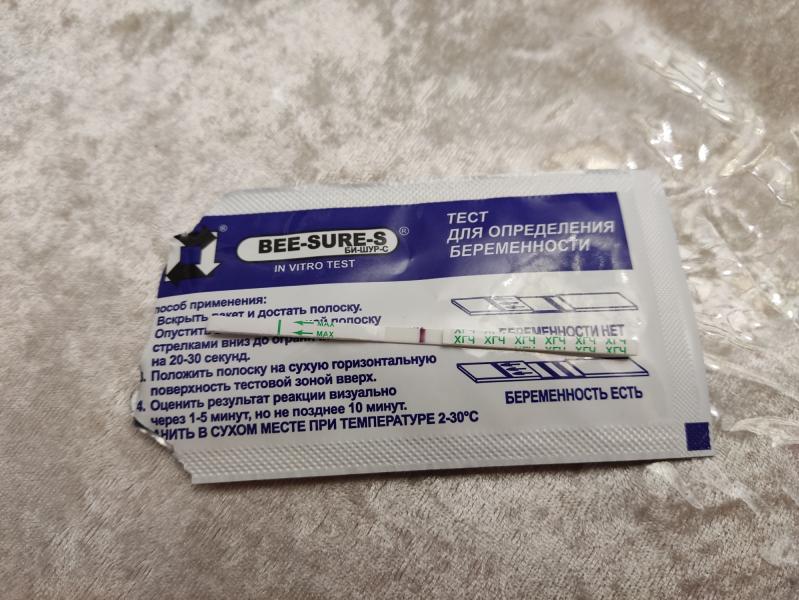 ®
BEE-SURE-S ®
БИ-ШУР-С
IN VITRO TEST
ТЕСТ
ДЛЯ ОПРЕДЕЛЕНИЯ
БЕРЕМЕННОСТИ
пособ применения:
Вскрыть пакет и достать полоску.
Опустить полоску
стрелками вниз до
на 20-30 секунд.
Положить полоску на сухую горизонтальную
поверхность тестовой зоной вверх.
4. Оценить результат реакции визуально
через 1-5 минут, но не позднее 10 минут.
АНИТЬ В СУХОМ МЕСТЕ ПРИ ТЕМПЕРАТУРЕ 2-30°C
MAX
MAX
БЕРЕМЕННОСТИ НЕТ
ХГЧ ХГЧ ХГЧ ХГЧ ХГЧ ХГЧ
БЕРЕМЕННОСТЬ ЕСТЬ